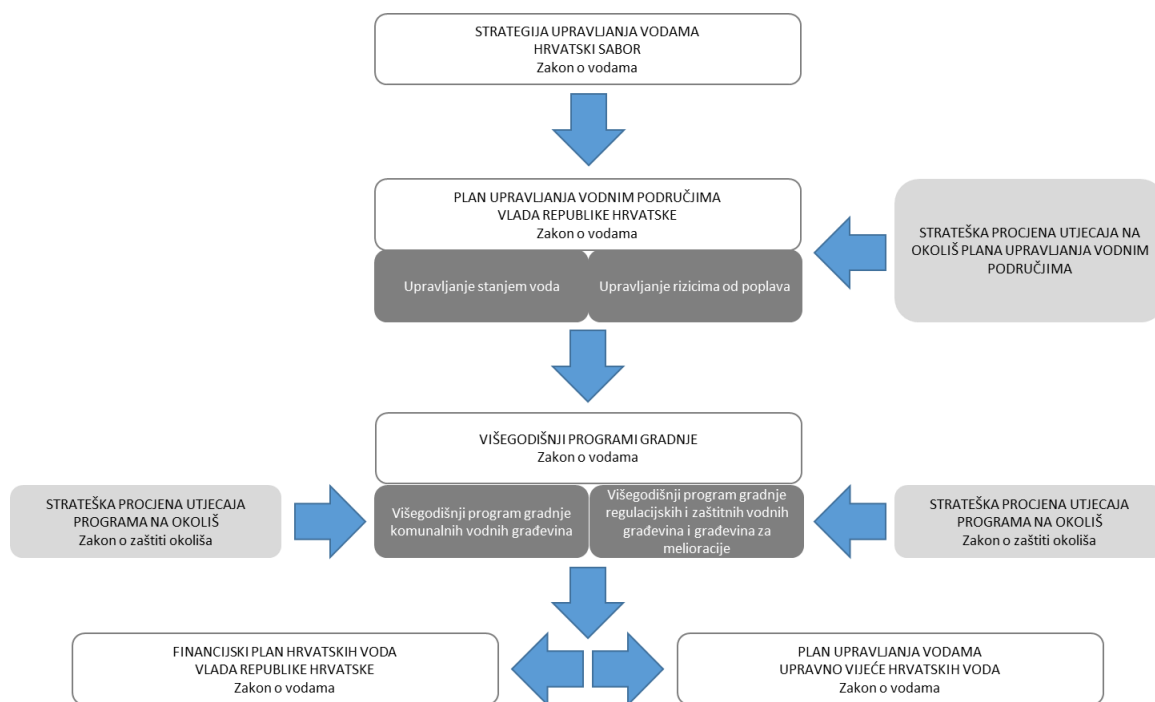 STRATEGIJA UPRAVLJANJA VODAMA
HRVATSKI SABOR
Zakon o vodama
PLAN UPRAVLJANJA VODNIM PODRUČJIMA
VLADA REPUBLIKE HRVATSKE
Zakon o vodama
STRATEŠKA PROCJENA UTJECAJA NA
OKOLIŠ PLANA UPRAVLJANJA VODNIM
PODRUČJIMA
Upravljanje stanjem voda
Upravljanje rizicima od poplava
VIŠEGODIŠNJI PROGRAMI GRADNJE
Zakon o vodama
STRATEŠKA PROCJENA UTJECAJA
PROGRAMA NA OKOLIŠ
Zakon o zaštiti okoliša
Višegodišnji program gradnje
komunalnih vodnih građevina
Višegodišnji program gradnje
regulacijskih i zaštitnih vodnih
građevina i građevina za
melioracije
STRATEŠKA PROCJENA UTJECAJA
PROGRAMA NA OKOLIŠ
Zakon o zaštiti okoliša
FINANCIJSKI PLAN HRVATSKIH VODA
VLADA REPUBLIKE HRVATSKE
Zakon o vodama
PLAN UPRAVLJANJA VODAMA
UPRAVNO VIJEĆE HRVATSKIH VODA
Zakon o vodama